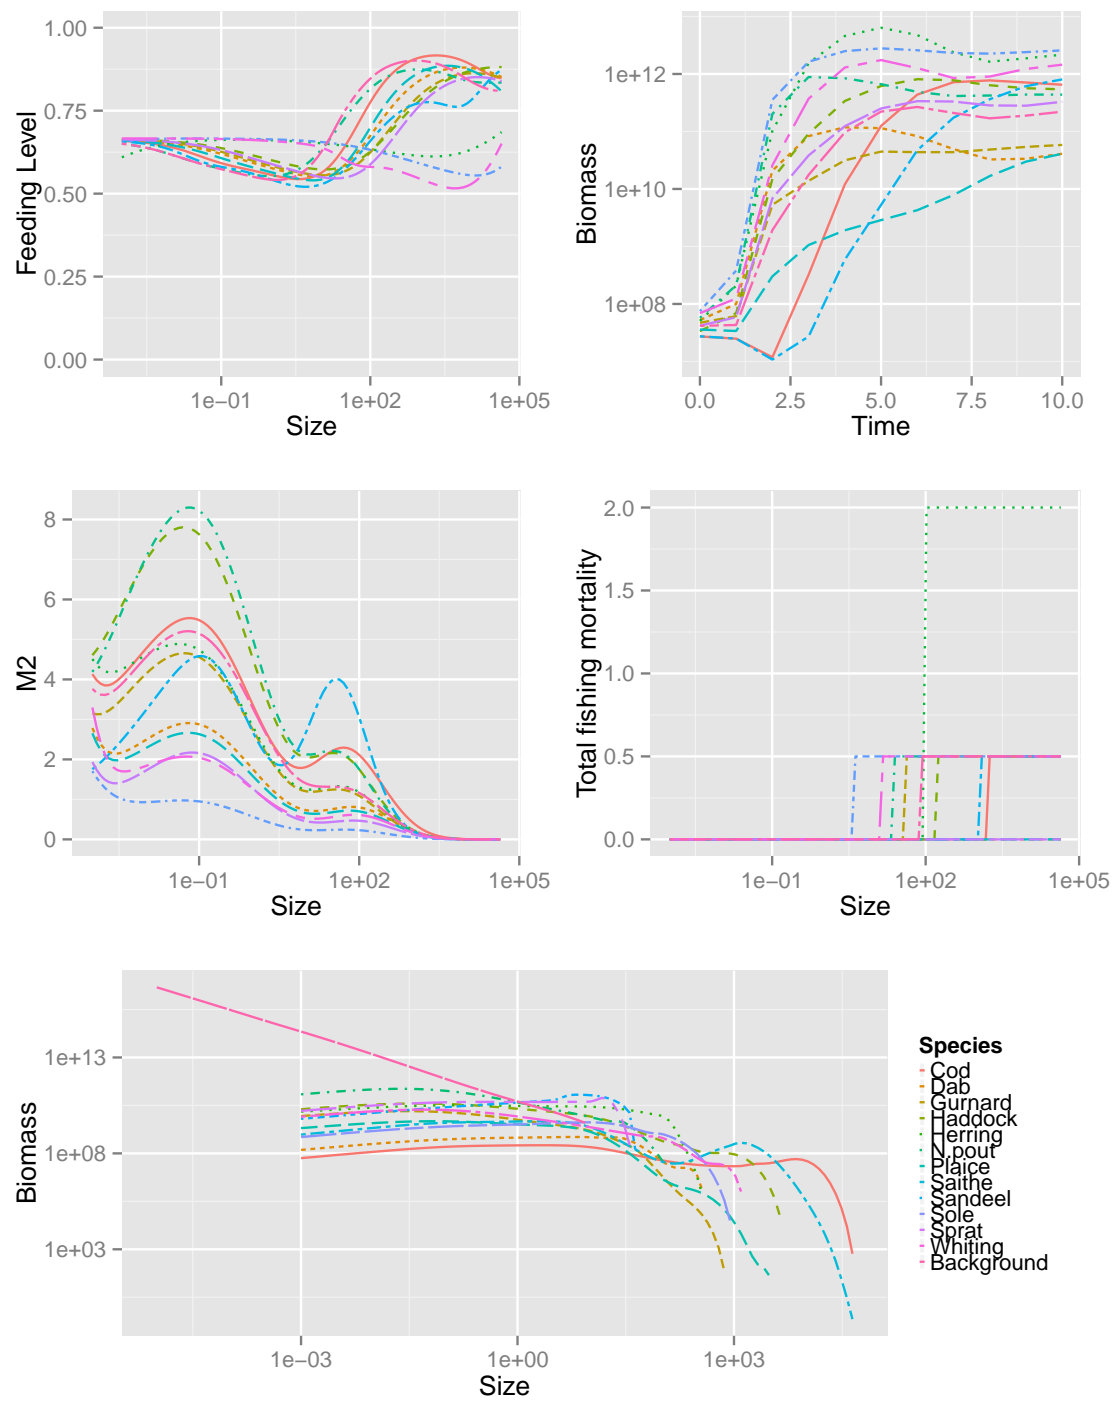 1.00
0.75
0.50
0.25
0.00
Feeding Level
1e−01
1e+02
1e+05
Size
1e+12
1e+10
1e+08
Biomass
0.0
2.5
5.0
7.5
10.0
Time
8
6
4
2
0
M2
1e−01
1e+02
1e+05
Size
2.0
1.5
1.0
0.5
0.0
Total fishing mortality
1e−01
1e+02
1e+05
Size
1e+13
1e+08
1e+03
Biomass
1e−03
1e+00
1e+03
Size
Species
Cod
Dab
Gurnard
Haddock
Herring
N.pout
Plaice
Saithe
Sandeel
Sole
Sprat
Whiting
Background